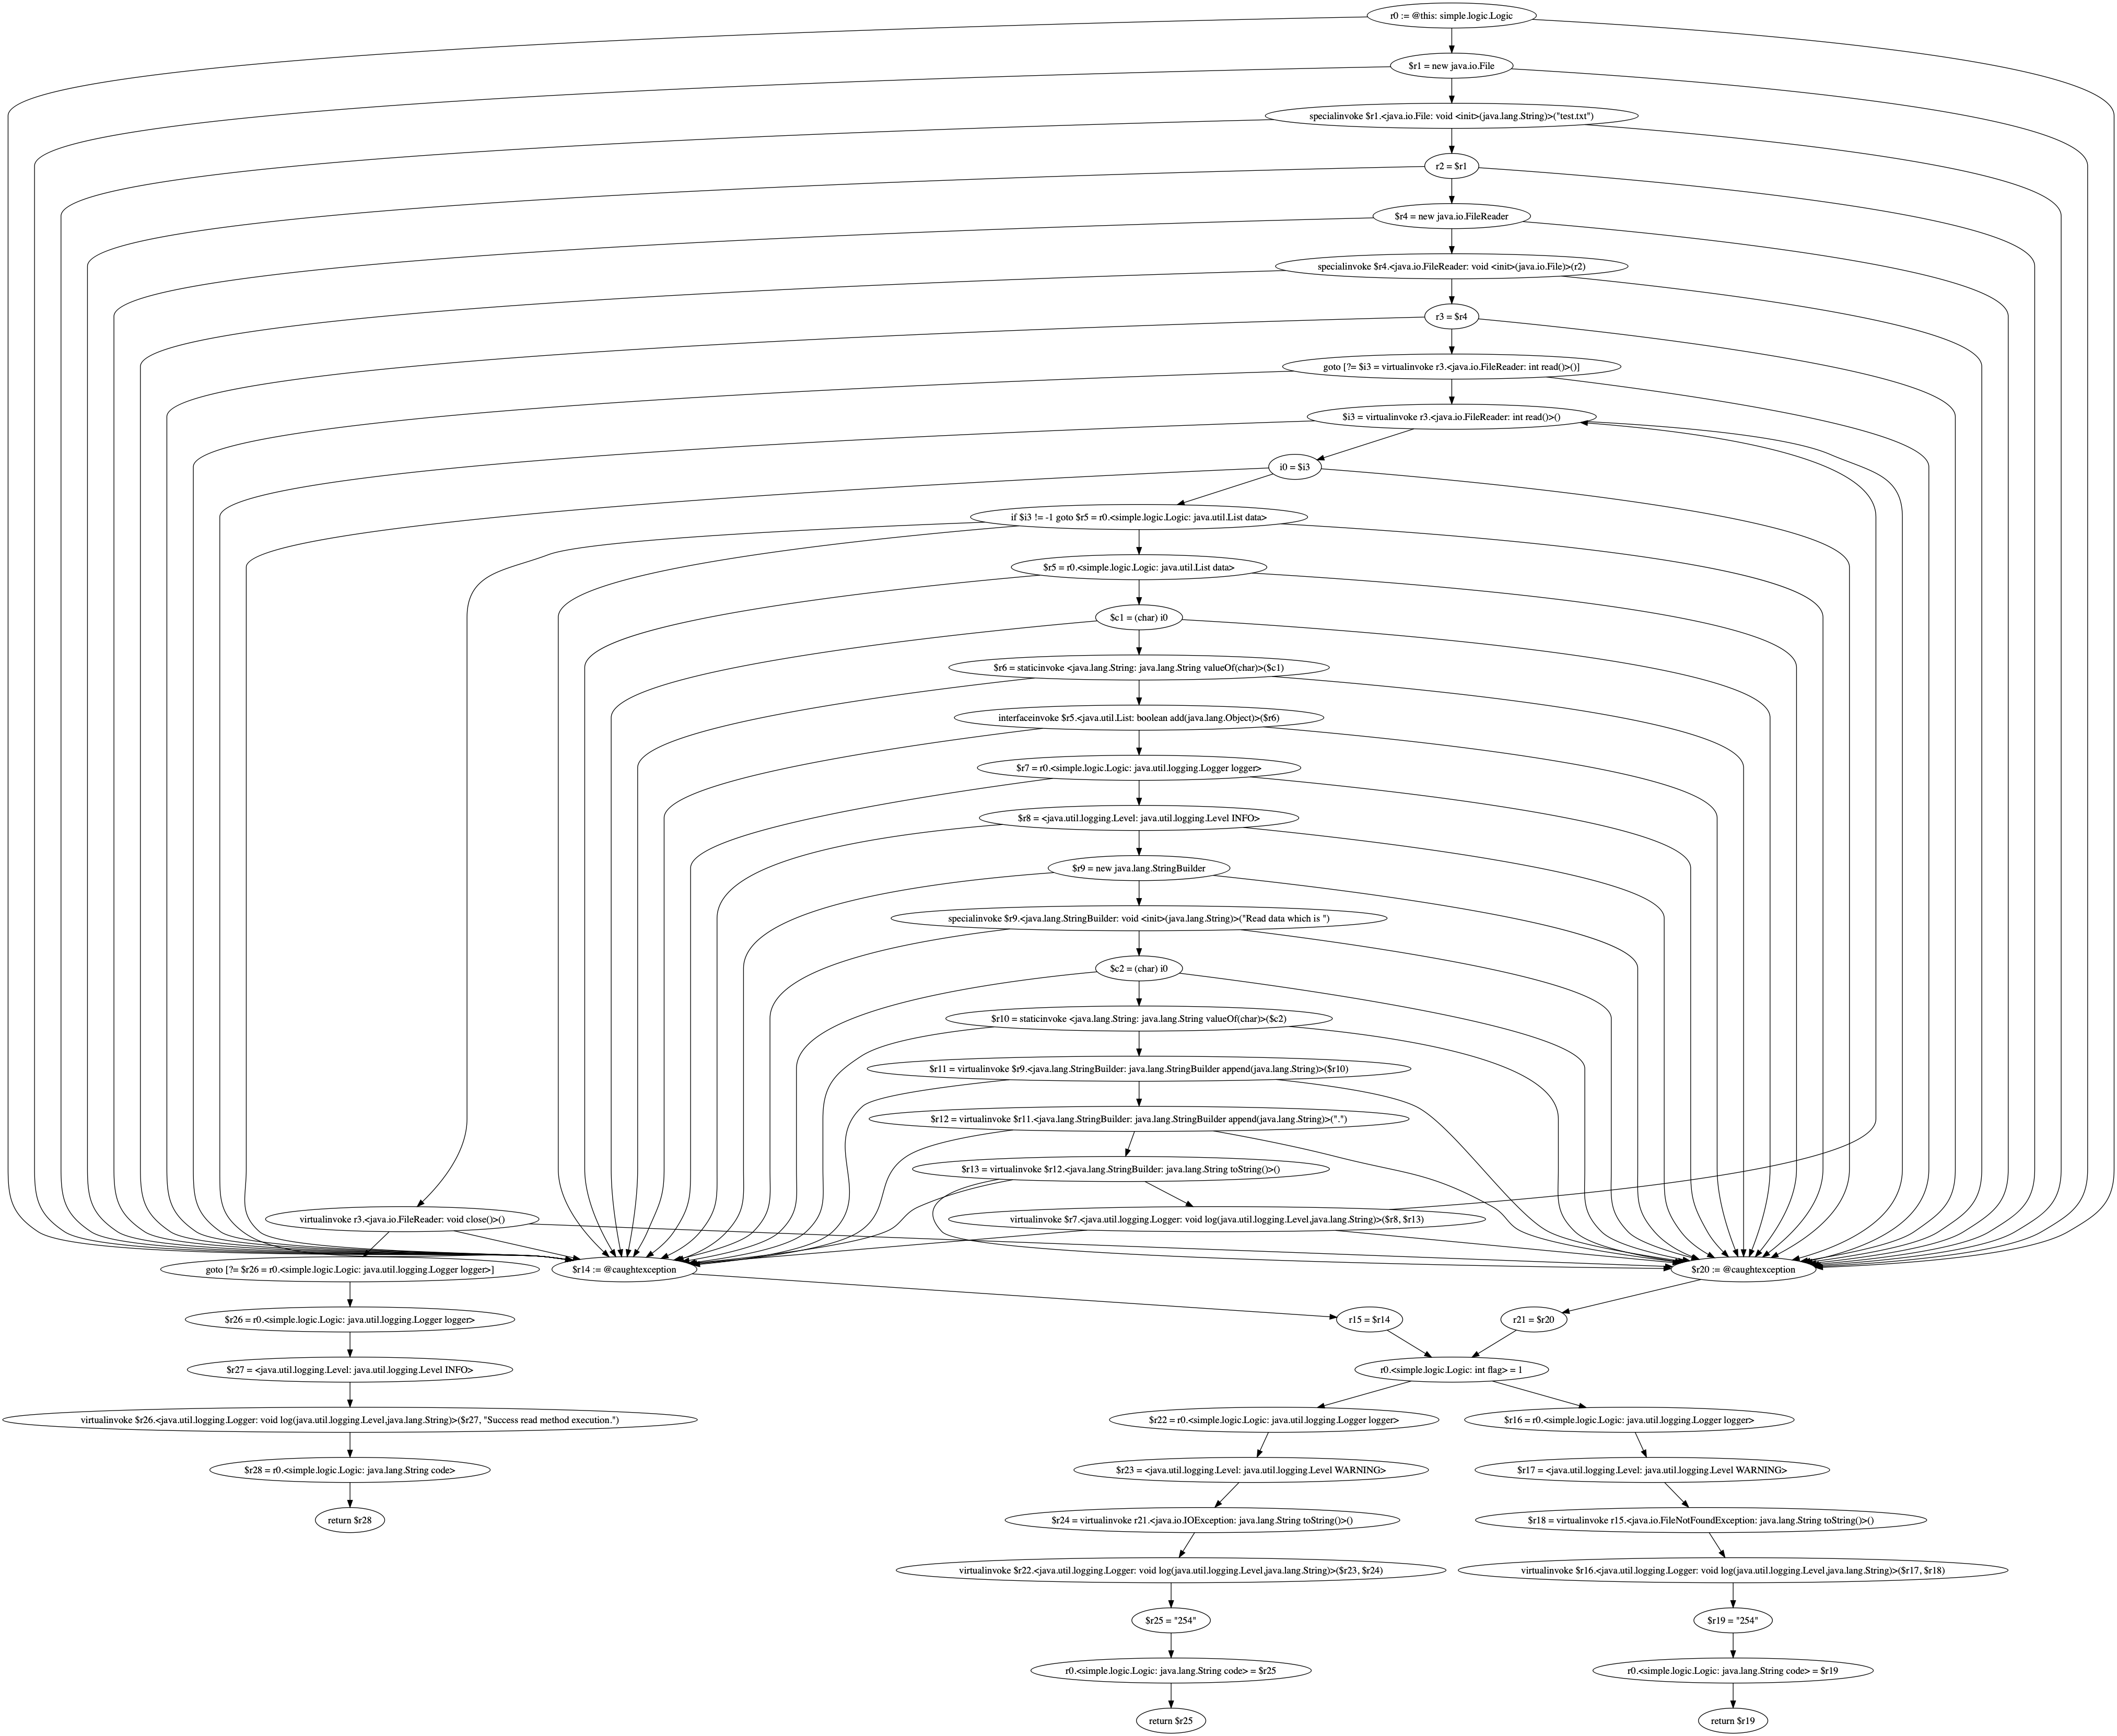 r0 := @this: simple.logic.Logic
$r1 = new java.io.File
specialinvoke $r1.<java.io.File: void <init>(java.lang.String)>("test.txt")
r2 = $r1
$r4 = new java.io.FileReader
specialinvoke $r4.<java.io.FileReader: void <init>(java.io.File)>(r2)
r3 = $r4
goto [?= $i3 = virtualinvoke r3.<java.io.FileReader: int read()>()]
$i3 = virtualinvoke r3.<java.io.FileReader: int read()>()
i0 = $i3
if $i3 != -1 goto $r5 = r0.<simple.logic.Logic: java.util.List data>
$r5 = r0.<simple.logic.Logic: java.util.List data>
$c1 = (char) i0
$r6 = staticinvoke <java.lang.String: java.lang.String valueOf(char)>($c1)
interfaceinvoke $r5.<java.util.List: boolean add(java.lang.Object)>($r6)
$r7 = r0.<simple.logic.Logic: java.util.logging.Logger logger>
$r8 = <java.util.logging.Level: java.util.logging.Level INFO>
$r9 = new java.lang.StringBuilder
specialinvoke $r9.<java.lang.StringBuilder: void <init>(java.lang.String)>("Read data which is ")
$c2 = (char) i0
$r10 = staticinvoke <java.lang.String: java.lang.String valueOf(char)>($c2)
$r11 = virtualinvoke $r9.<java.lang.StringBuilder: java.lang.StringBuilder append(java.lang.String)>($r10)
$r12 = virtualinvoke $r11.<java.lang.StringBuilder: java.lang.StringBuilder append(java.lang.String)>(".")
$r13 = virtualinvoke $r12.<java.lang.StringBuilder: java.lang.String toString()>()
virtualinvoke r3.<java.io.FileReader: void close()>()
virtualinvoke $r7.<java.util.logging.Logger: void log(java.util.logging.Level,java.lang.String)>($r8, $r13)
goto [?= $r26 = r0.<simple.logic.Logic: java.util.logging.Logger logger>]
$r14 := @caughtexception
$r20 := @caughtexception
$r26 = r0.<simple.logic.Logic: java.util.logging.Logger logger>
r15 = $r14
r21 = $r20
$r27 = <java.util.logging.Level: java.util.logging.Level INFO>
r0.<simple.logic.Logic: int flag> = 1
virtualinvoke $r26.<java.util.logging.Logger: void log(java.util.logging.Level,java.lang.String)>($r27, "Success read method execution.")
$r22 = r0.<simple.logic.Logic: java.util.logging.Logger logger>
$r16 = r0.<simple.logic.Logic: java.util.logging.Logger logger>
$r28 = r0.<simple.logic.Logic: java.lang.String code>
$r23 = <java.util.logging.Level: java.util.logging.Level WARNING>
$r17 = <java.util.logging.Level: java.util.logging.Level WARNING>
return $r28
$r24 = virtualinvoke r21.<java.io.IOException: java.lang.String toString()>()
$r18 = virtualinvoke r15.<java.io.FileNotFoundException: java.lang.String toString()>()
virtualinvoke $r22.<java.util.logging.Logger: void log(java.util.logging.Level,java.lang.String)>($r23, $r24)
virtualinvoke $r16.<java.util.logging.Logger: void log(java.util.logging.Level,java.lang.String)>($r17, $r18)
$r25 = "254"
$r19 = "254"
r0.<simple.logic.Logic: java.lang.String code> = $r25
r0.<simple.logic.Logic: java.lang.String code> = $r19
return $r25
return $r19